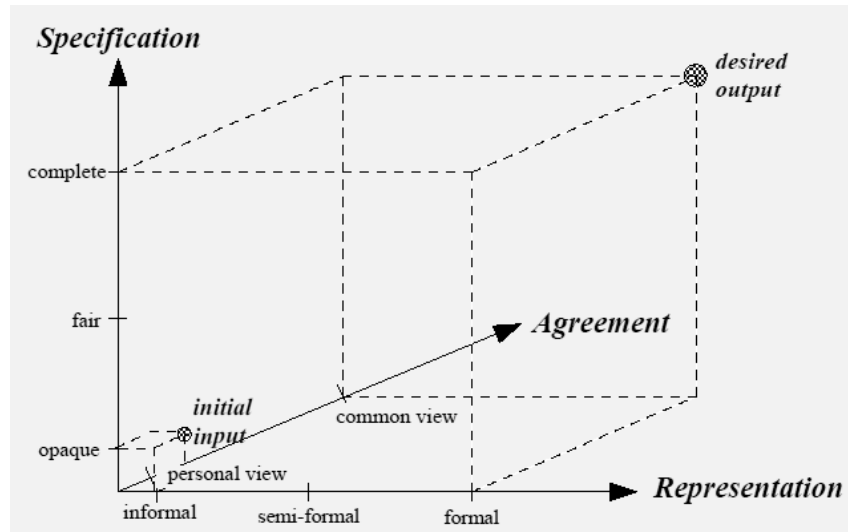 Specification
desired
output
complete
fair
Agreement
initial
input
common view
opaque
personal view
Representation
informal
semi-formal
formal